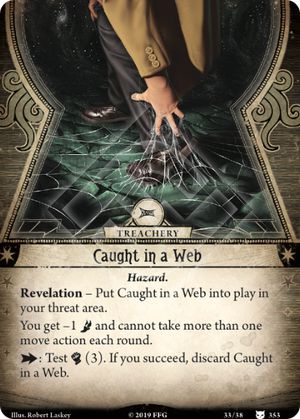 TREACHERY
Caught in a Web
Hazard.
Revelation – Put Caught in a Web into play in
your threat area.
You get –1 and cannot take more than one
move action each round.
: Test (3). If you succeed, discard Caught
in a Web.
Illus. Robert Laskey © 2019 FFG 33/38 353